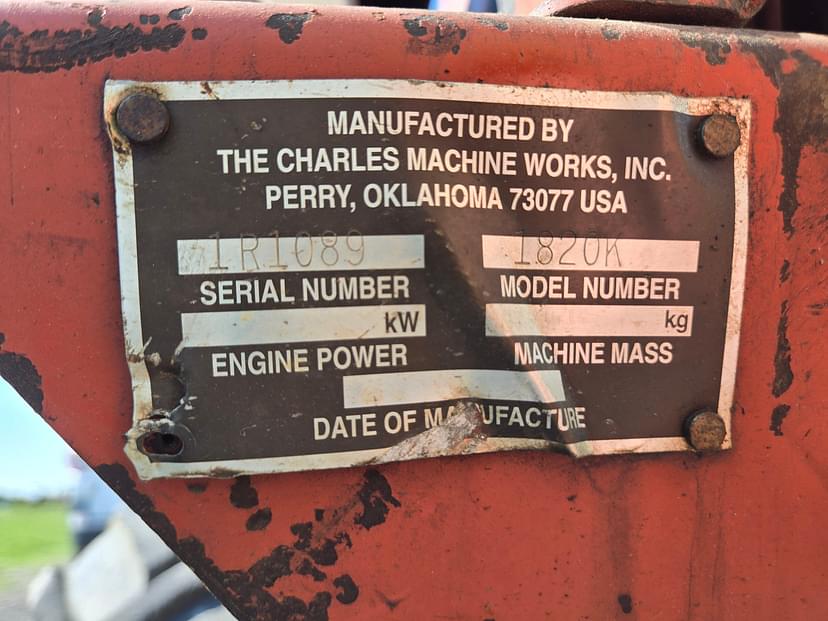 MANUFACTURED BY
THE CHARLES MACHINE WORKS, INC.
PERRY, OKLAHOMA 73077 USA
1R1089 1820K
SERIAL NUMBER MODEL NUMBER
kW kg
ENGINE POWER MACHINE MASS
DATE OF MANUFACTURE